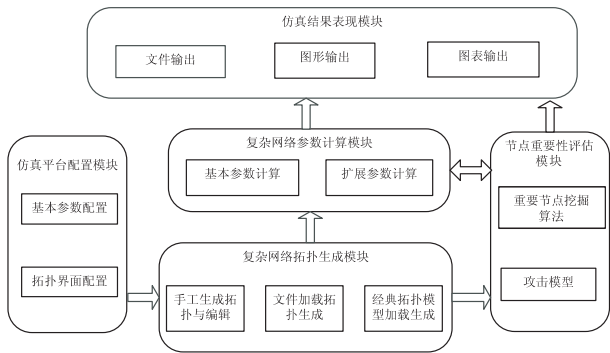 仿真结果表现模块
文件输出
图形输出
图表输出
复杂网络参数计算模块
基本参数计算
扩展参数计算
仿真平台配置模块
基本参数配置
拓扑界面配置
节点重要性评估
模块
重要节点挖掘
算法
攻击模型
复杂网络拓扑生成模块
手工生成拓
扑与编辑
文件加载拓
扑生成
经典拓扑模
型加载生成